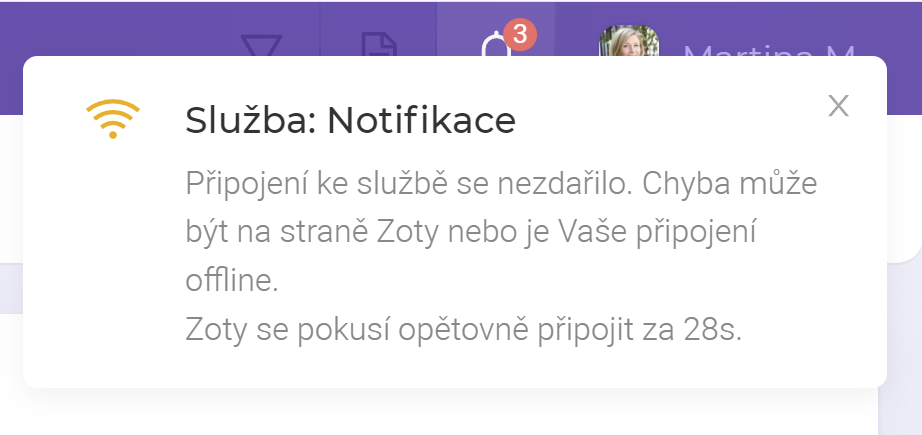 3
Martina M
Služba: Notifikace
X
Připojení ke službě se nezdařilo. Chyba může
být na straně Zoty nebo je Vaše připojení
offline.
Zoty se pokusí opětovně připojit za 28s.